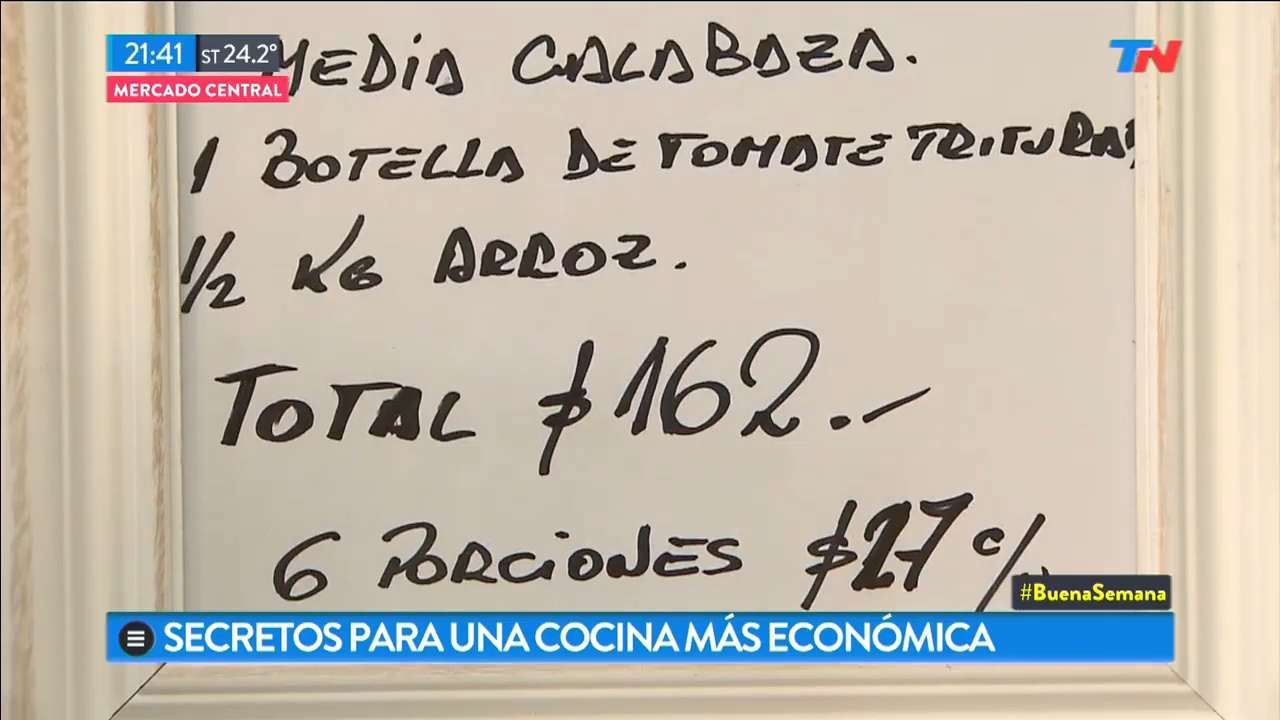 21:41 ST 24.2°
MERCADO CENTRAL
TN
MEDIA CALABAZA.
1 BOTELLA DE TOMATE TRITURAD
1/2 KG ARROZ.
TOTAL $162.-
6 PORCIONES $27 c/
#BuenaSemana
SECRETOS PARA UNA COCINA MÁS ECONÓMICA